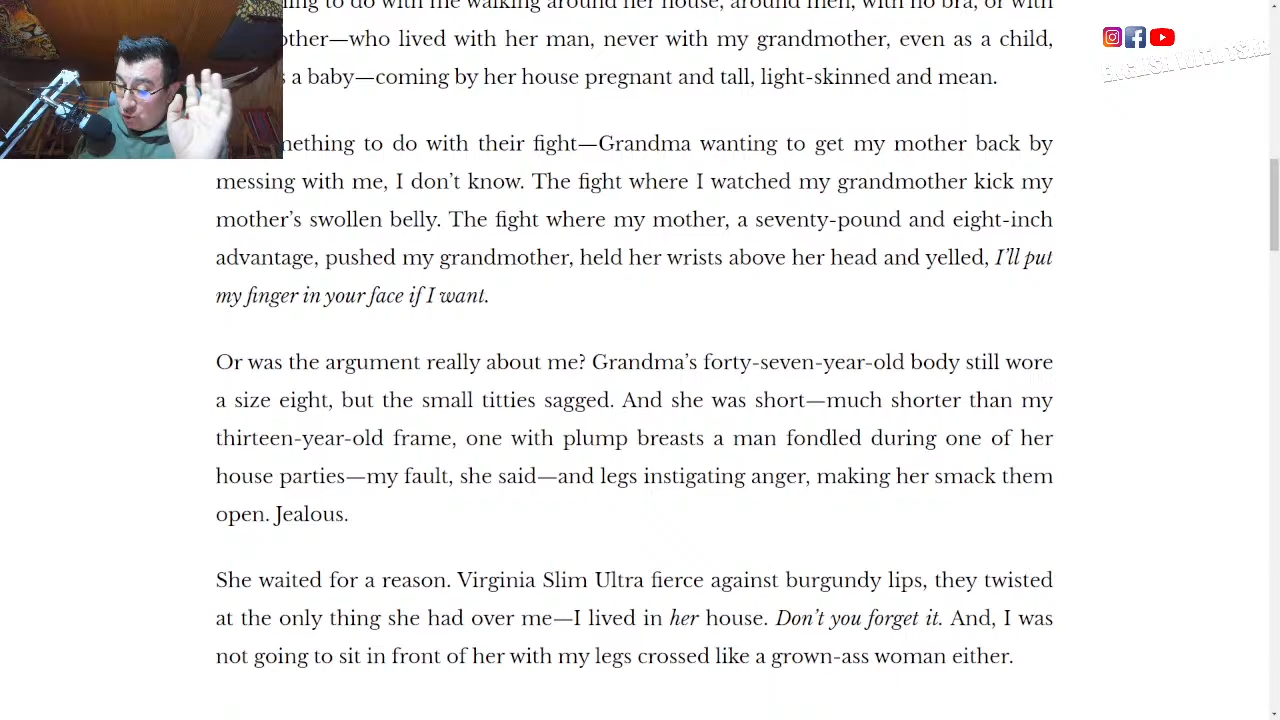 to do with me walking around her house, around men, with no bra, or with
who lived with her man, never with my grandmother, even as a child,
a baby—coming by her house pregnant and tall, light-skinned and mean.
to do with their fight—Grandma wanting to get my mother back by
messing with me, I don't know. The fight where I watched my grandmother kick my
mother's swollen belly. The fight where my mother, a seventy-pound and eight-inch
advantage, pushed my grandmother, held her wrists above her head and yelled, I'll put
my finger in your face if I want.
Or was the argument really about me? Grandma's forty-seven-year-old body still wore
a size eight, but the small titties sagged. And she was short—much shorter than my
thirteen-year-old frame, one with plump breasts a man fondled during one of her
house parties—my fault, she said—and legs instigating anger, making her smack them
open. Jealous.
She waited for a reason. Virginia Slim Ultra fierce against burgundy lips, they twisted
at the only thing she had over me—I lived in her house. Don't you forget it. And, I was
not going to sit in front of her with my legs crossed like a grown-ass woman either.
ENGLISH WITH